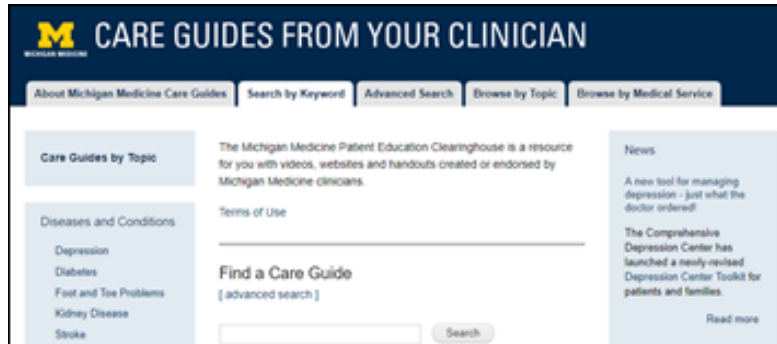 M CARE GUIDES FROM YOUR CLINICIAN
MICHIGAN MEDICINE
About Michigan Medicine Care Guides
Search by Keyword
Advanced Search
Browse by Topic
Browse by Medical Service
Care Guides by Topic
Diseases and Conditions
Depression
Diabetes
Foot and Toe Problems
Kidney Disease
Stroke
The Michigan Medicine Patient Education Clearinghouse is a resource
for you with videos, websites and handouts created or endorsed by
Michigan Medicine clinicians.
Terms of Use
Find a Care Guide
[ advanced search ]
Search
News
A new tool for managing
depression - just what the
doctor ordered!
The Comprehensive
Depression Center has
launched a newly-revised
Depression Center Toolkit for
patients and families.
Read more